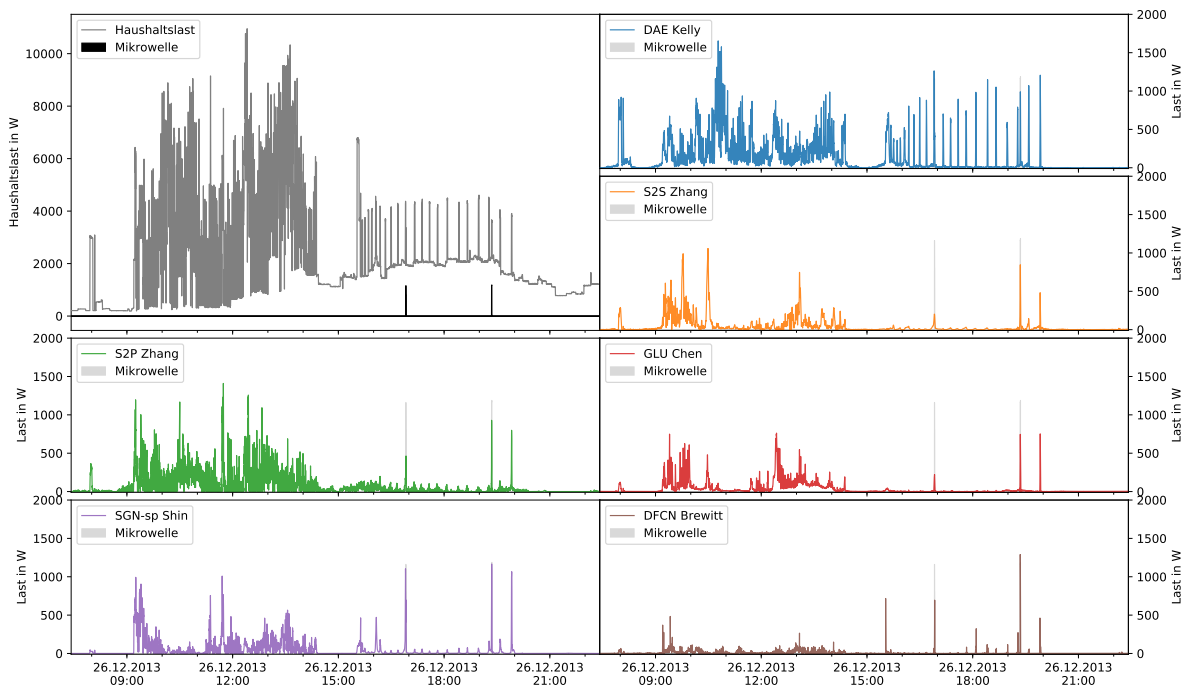 Haushaltslast
Mikrowelle
Haushaltslast in W
10000
8000
6000
4000
2000
0
DAE Kelly
Mikrowelle
Last in W
2000
1500
1000
500
0
S2S Zhang
Mikrowelle
Last in W
2000
1500
1000
500
0
S2P Zhang
Mikrowelle
Last in W
2000
1500
1000
500
0
GLU Chen
Mikrowelle
Last in W
2000
1500
1000
500
0
SGN-sp Shin
Mikrowelle
Last in W
2000
1500
1000
500
0
26.12.2013 26.12.2013 26.12.2013 26.12.2013 26.12.2013
09:00 12:00 15:00 18:00 21:00
DFCN Brewitt
Mikrowelle
Last in W
2000
1500
1000
500
0
26.12.2013 26.12.2013 26.12.2013 26.12.2013 26.12.2013
09:00 12:00 15:00 18:00 21:00